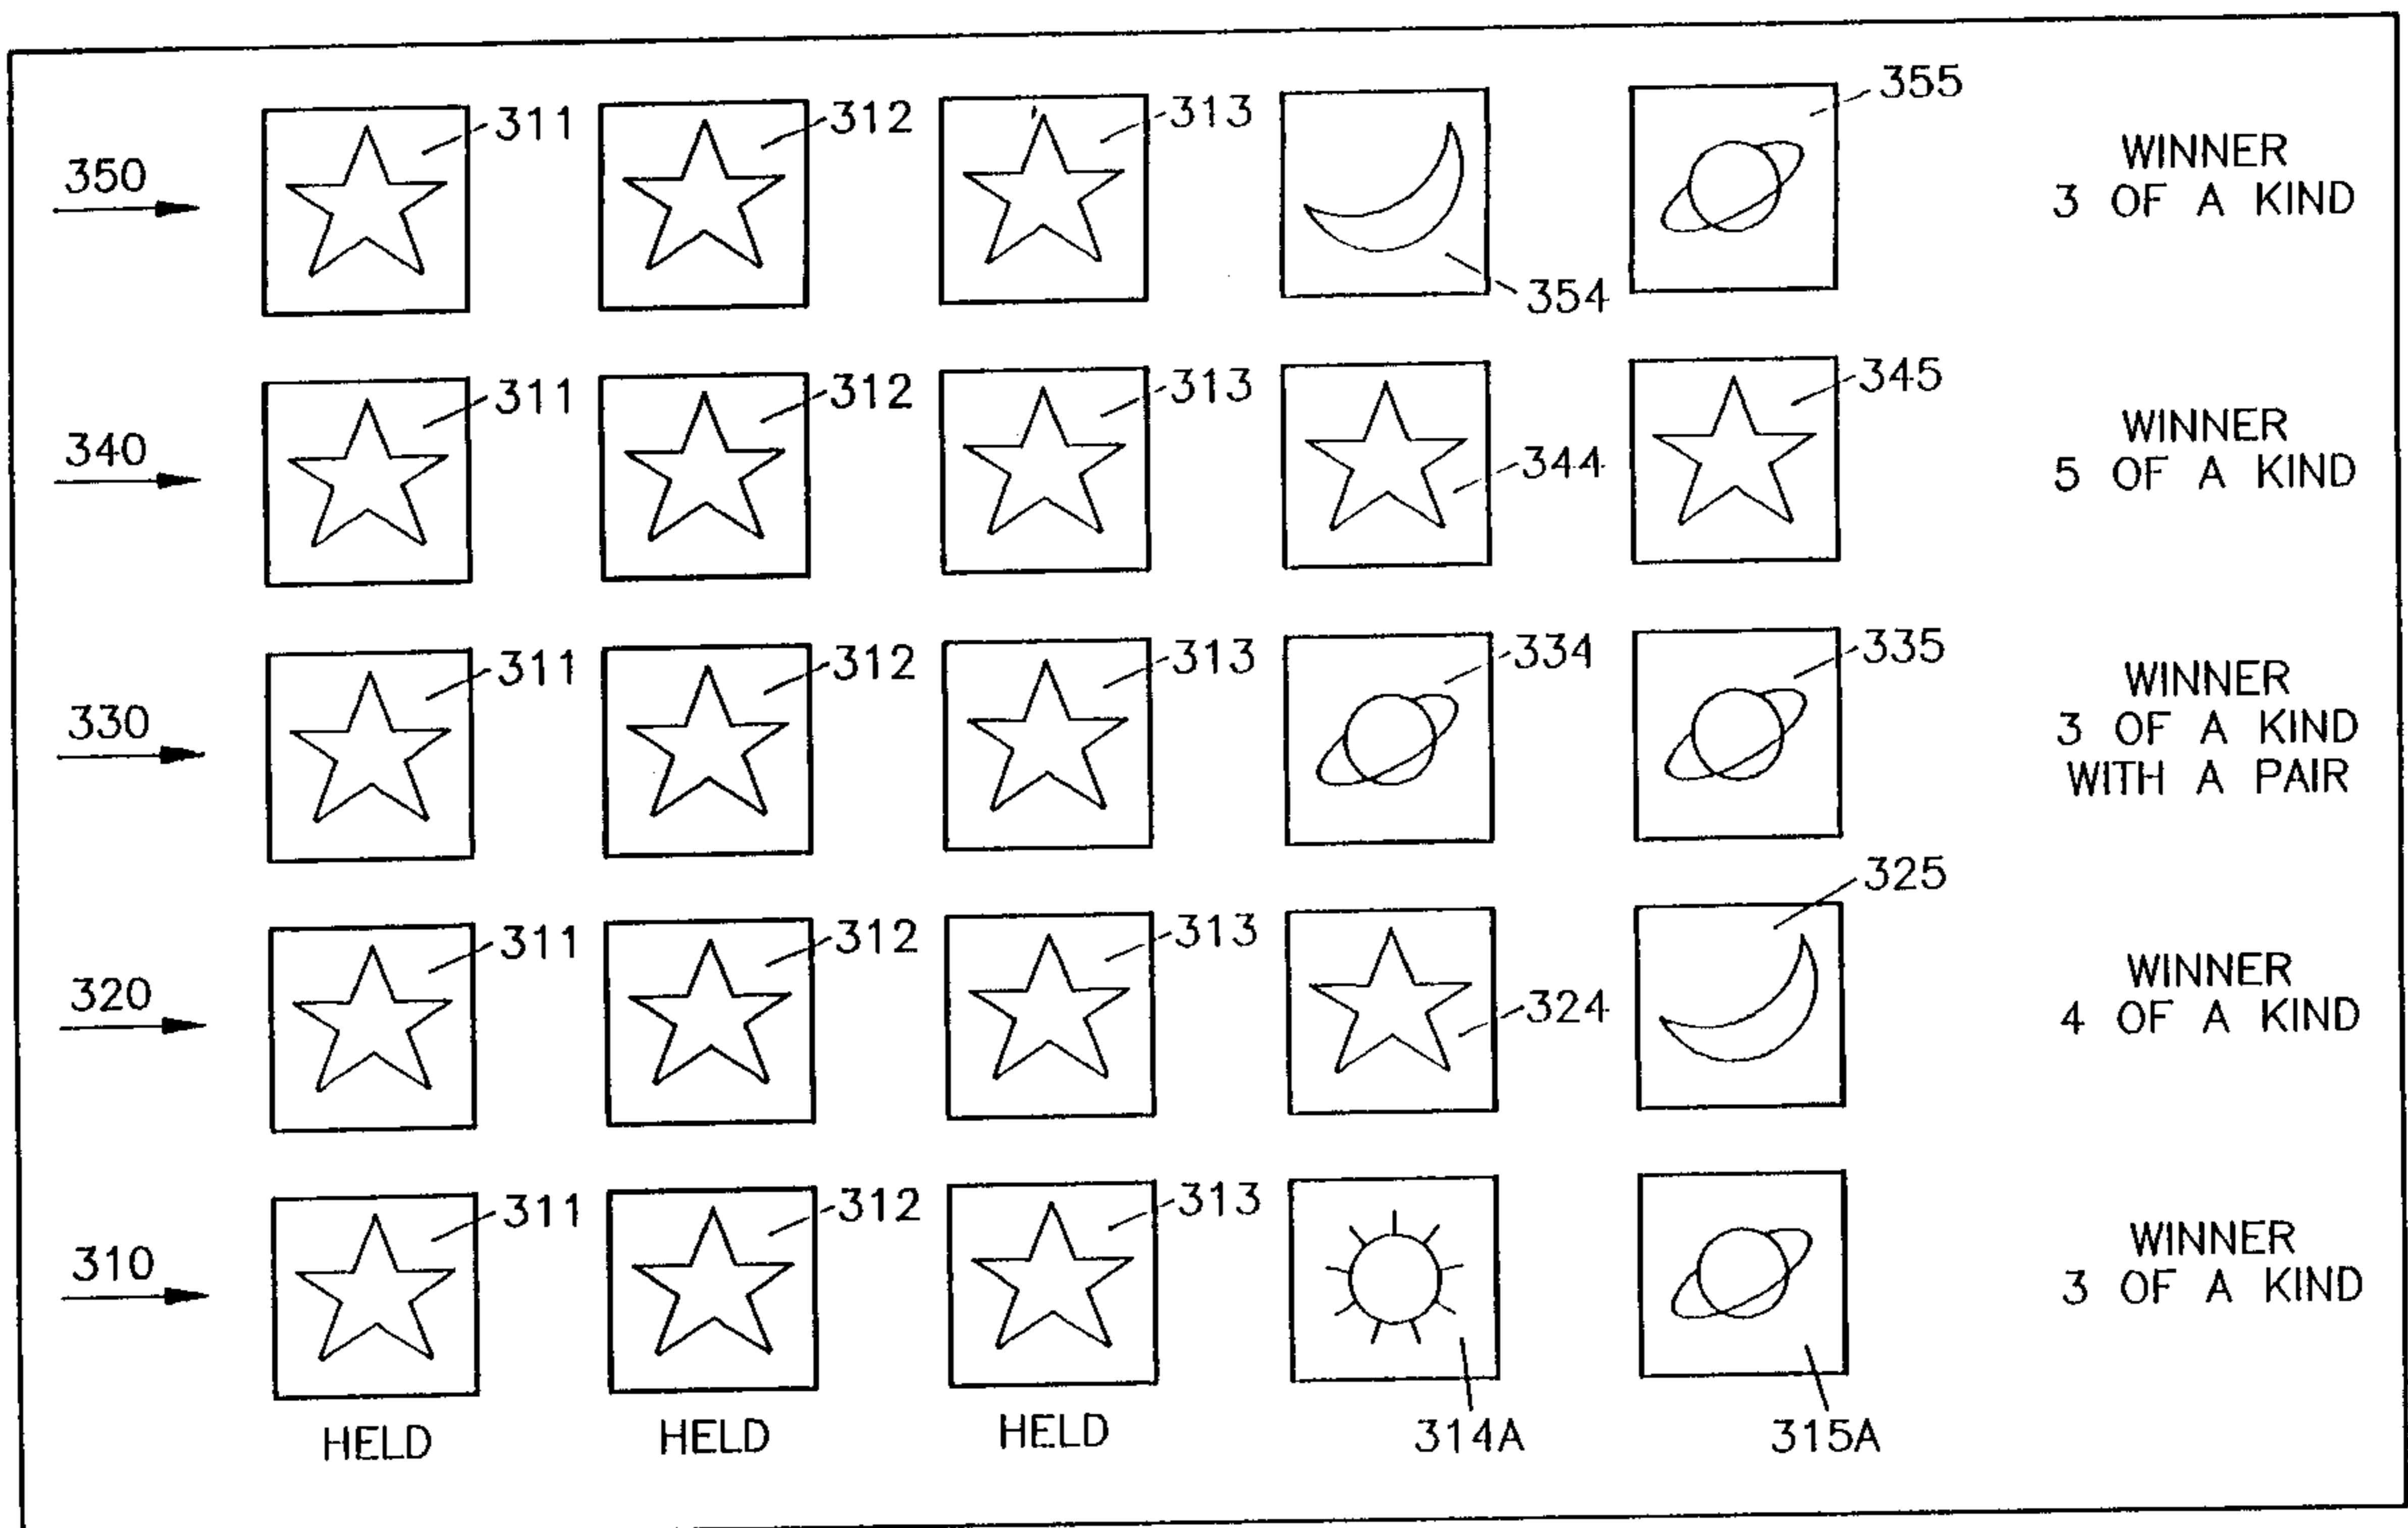 355
311 312 313
350
WINNER
3 OF A KIND
354
345
311 312 313
340
344
WINNER
5 OF A KIND
334 335
311 312 313
330
WINNER
3 OF A KIND
WITH A PAIR
325
311 312 313
320
324
WINNER
4 OF A KIND
311 312 313
310
WINNER
3 OF A KIND
HELD HELD HELD 314A 315A